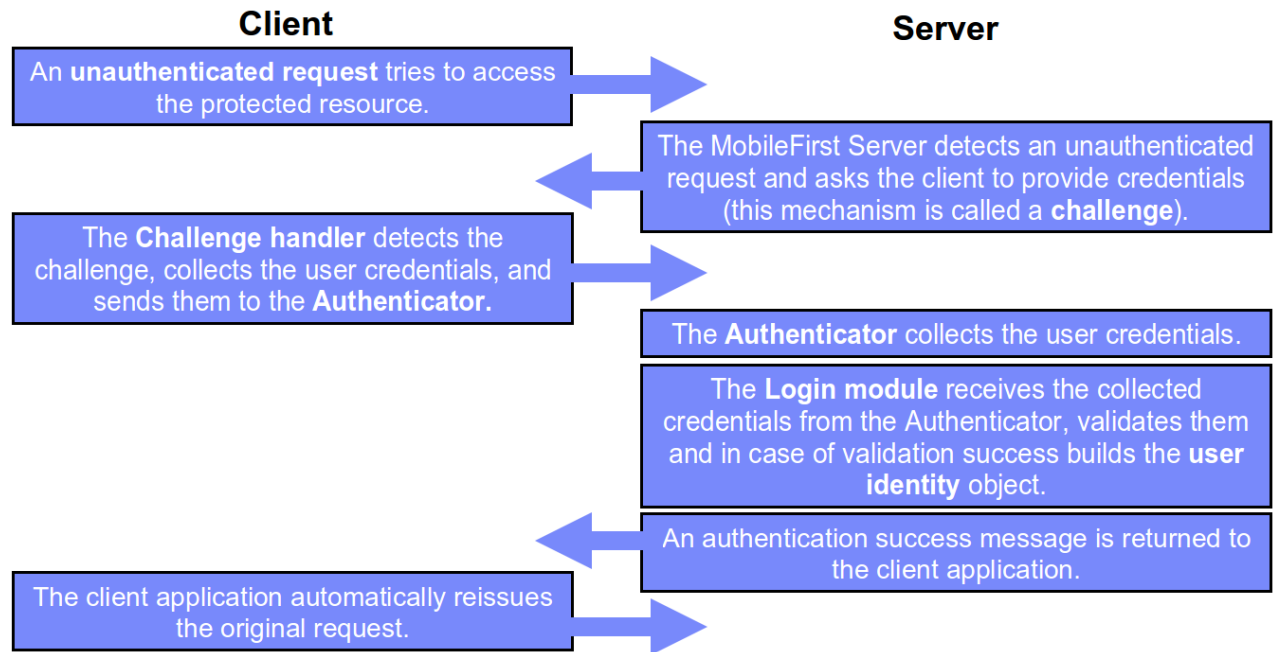 Client
Server
An unauthenticated request tries to access
the protected resource.
The MobileFirst Server detects an unauthenticated
request and asks the client to provide credentials
(this mechanism is called a challenge).
The Challenge handler detects the
challenge, collects the user credentials, and
sends them to the Authenticator.
The Authenticator collects the user credentials.
The Login module receives the collected
credentials from the Authenticator, validates them
and in case of validation success builds the user
identity object.
An authentication success message is returned to
the client application.
The client application automatically reissues
the original request.